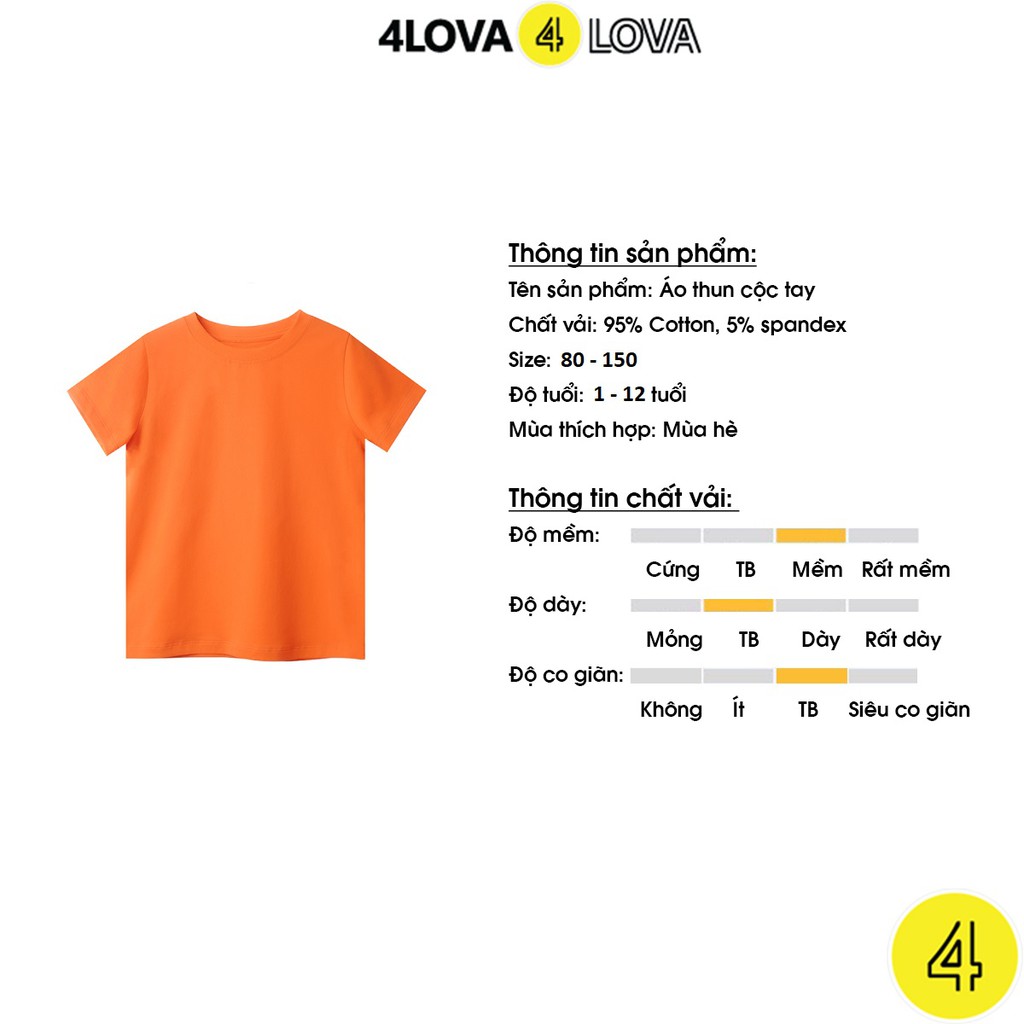 4LOVA 4 LOVA
Thông tin sản phẩm:
Tên sản phẩm: Áo thun cộc tay
Chất vải: 95% Cotton, 5% spandex
Size: 80 - 150
Độ tuổi: 1 - 12 tuổi
Mùa thích hợp: Mùa hè
Thông tin chất vải:
Độ mềm:
Cứng TB Mềm Rất mềm
Độ dày:
Mỏng TB Dày Rất dày
Độ co giãn:
Không Ít TB Siêu co giãn
4